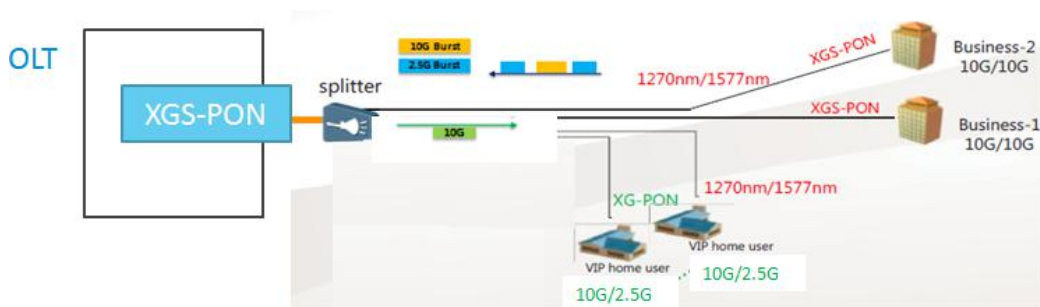 OLT
XGS-PON
splitter
10G Burst
2.5G Burst
10G
1270nm/1577nm
XGS-PON
Business-2
10G/10G
XGS-PON
Business-1
10G/10G
1270nm/1577nm
XG-PON
VIP home user
VIP home user
10G/2.5G
10G/2.5G